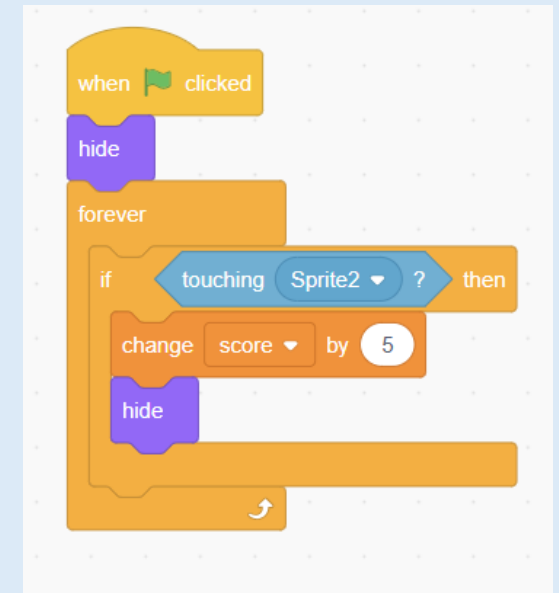 when clicked
hide
forever
if touching Sprite2 ? then
change score by 5
hide